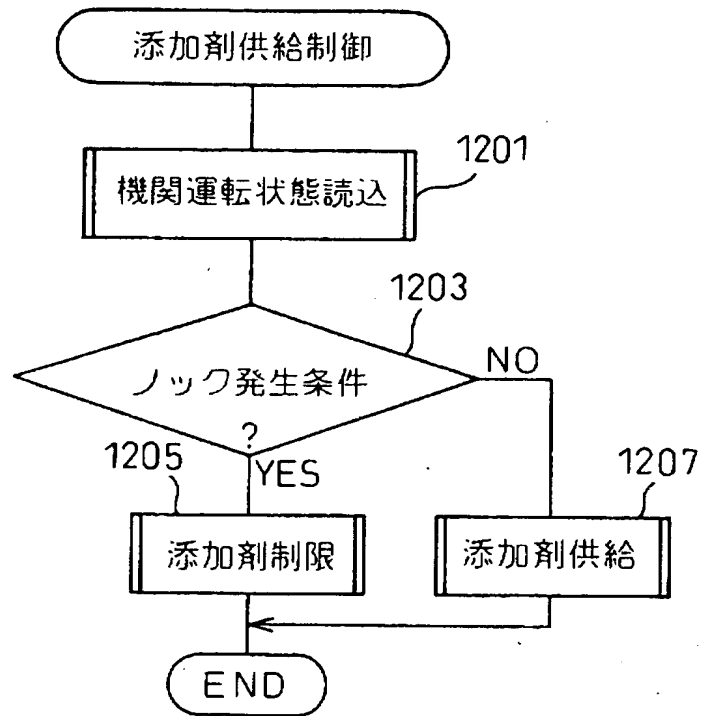 添加剤供給制御
機関運転状態読込
1201
1203
ノック発生条件
?
NO
YES
1205
添加剤制限
1207
添加剤供給
END